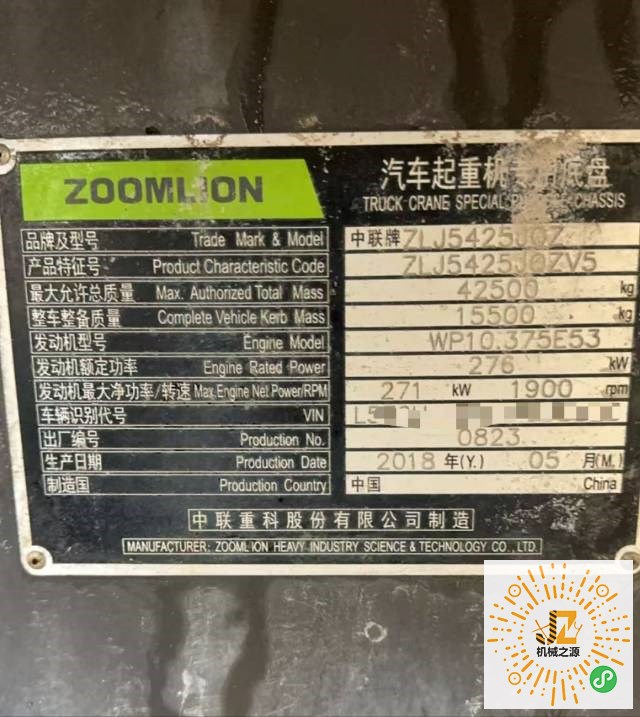 ZOOMLION
汽车起重机专用底盘
TRUCK CRANE SPECIAL PURPOSE CHASSIS
品牌及型号 Trade Mark & Model 中联牌 ZLJ5425JQZ
产品特征号 Product Characteristic Code ZLJ5425JQZV5
最大允许总质量 Max. Authorized Total Mass 42500 kg
整车整备质量 Complete Vehicle Kerb Mass 15500 kg
发动机型号 Engine Model WP10.375E53
发动机额定功率 Engine Rated Power 276 kW
发动机最大净功率/转速 Max.Engine Net Power/RPM 271 kW 1900 rpm
车辆识别代号 VIN
出厂编号 Production No. 0823
生产日期 Production Date 2018 年(Y.) 05 月(M.)
制造国 Production Country 中国 China
中联重科股份有限公司制造
MANUFACTURER: ZOOMLION HEAVY INDUSTRY SCIENCE & TECHNOLOGY CO., LTD.
JZ
机械之源